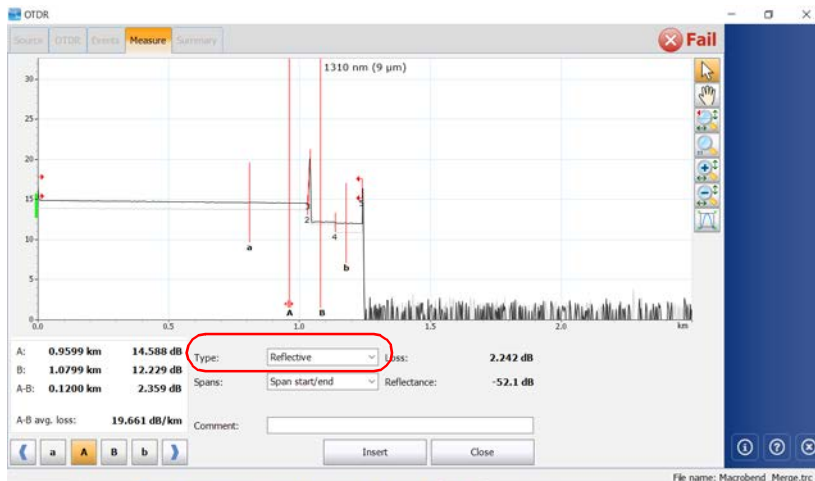 OTDR
Source OTDR Events Measure Summary
Fail
1310 nm (9 µm)
30
25
20
15
10
5
0
2
3
4
a
b
A
B
0.0 0.5 1.0 1.5 2.0 km
A: 0.9599 km 14.588 dB
B: 1.0799 km 12.229 dB
A-B: 0.1200 km 2.359 dB
A-B avg. loss: 19.661 dB/km
Type: Reflective Loss: 2.242 dB
Spans: Span start/end Reflectance: -52.1 dB
Comment:
a A B b
Insert Close
File name: Macrobend_Merge.trc